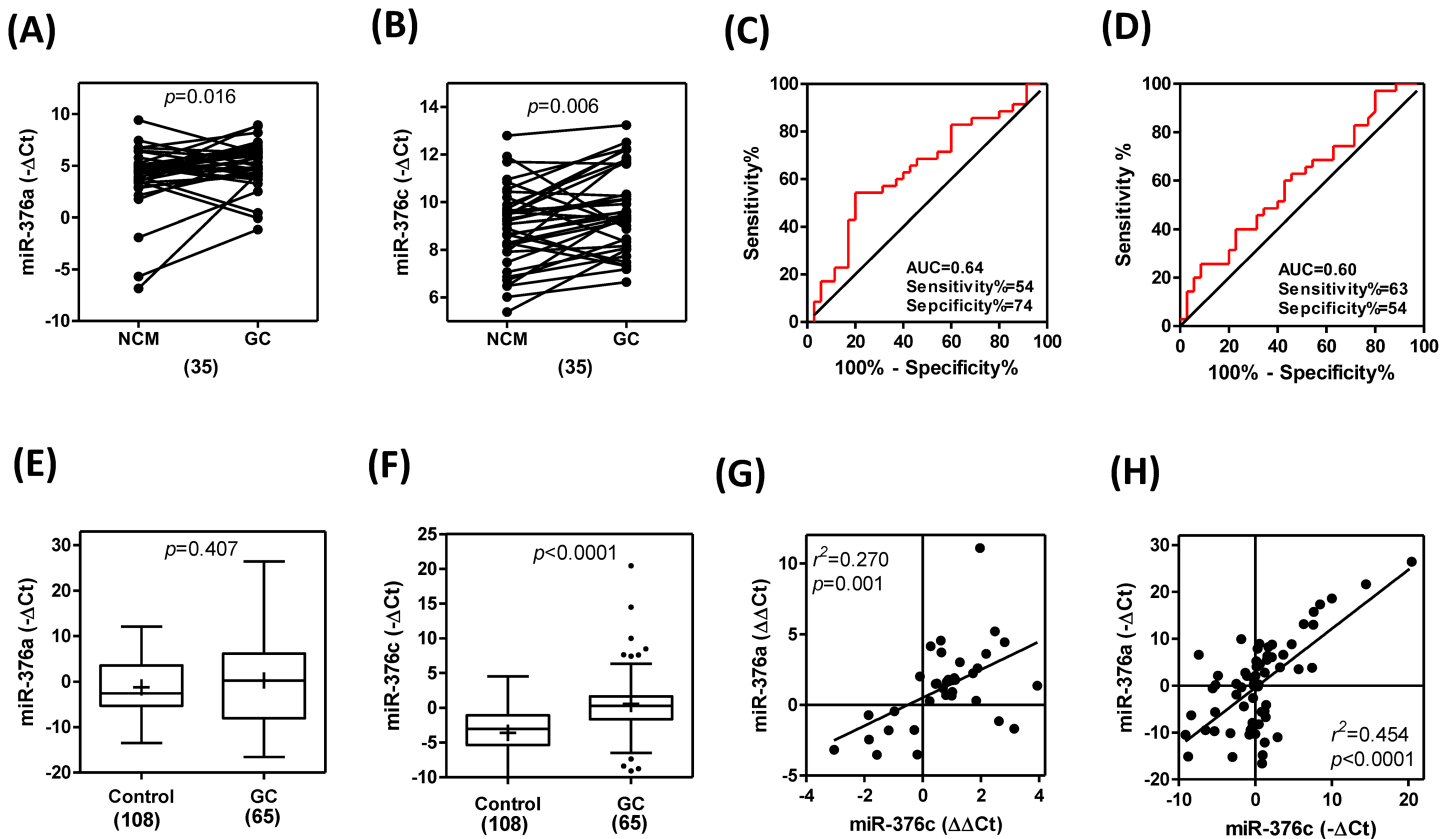 (A)
p=0.016
miR-376a (-ΔCt)
10
5
0
-5
-10
NCM GC
(35)
(B)
p=0.006
miR-376c (-ΔCt)
14
12
10
8
6
NCM GC
(35)
(C)
Sensitivity%
100
80
60
40
20
0
AUC=0.64
Sensitivity%=54
Sepcificity%=74
0 20 40 60 80 100
100% - Specificity%
(D)
Sensitivity %
100
80
60
40
20
0
AUC=0.60
Sensitivity%=63
Sepcificity%=54
0 20 40 60 80 100
100% - Specificity%
(E)
p=0.407
miR-376a (-ΔCt)
30
20
10
0
-10
-20
Control GC
(108) (65)
(F)
p<0.0001
miR-376c (-ΔCt)
25
20
15
10
5
0
-5
-10
Control GC
(108) (65)
(G)
r²=0.270
p=0.001
miR-376a (ΔΔCt)
10
5
0
-5
-4 -2 0 2 4
miR-376c (ΔΔCt)
(H)
miR-376a (-ΔCt)
30
20
10
0
-10
-20
r²=0.454
p<0.0001
-10 0 10 20
miR-376c (-ΔCt)